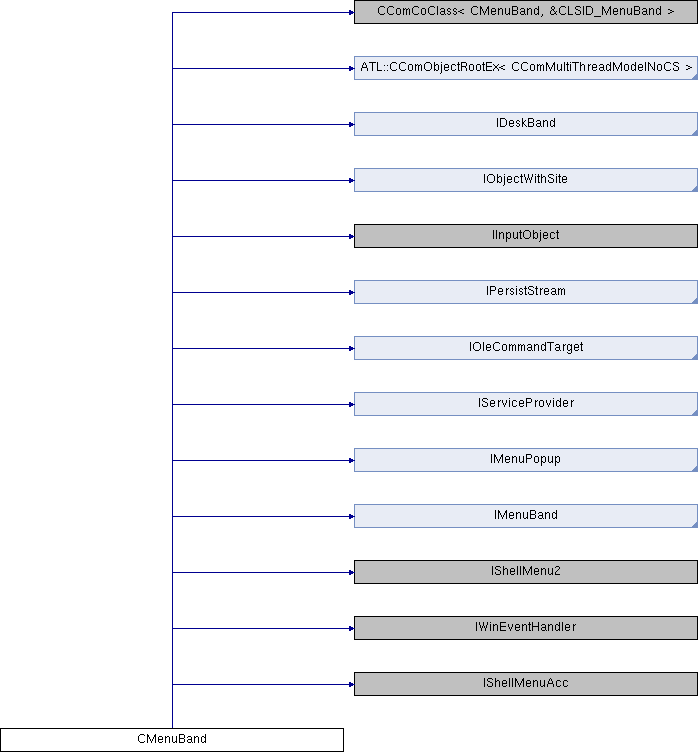 CComCoClass< CMenuBand, &CLSID_MenuBand >
ATL::CComObjectRootEx< CComMultiThreadModelNoCS >
IDeskBand
IObjectWithSite
IInputObject
IPersistStream
IOleCommandTarget
IServiceProvider
IMenuPopup
IMenuBand
IShellMenu2
IWinEventHandler
IShellMenuAcc
CMenuBand